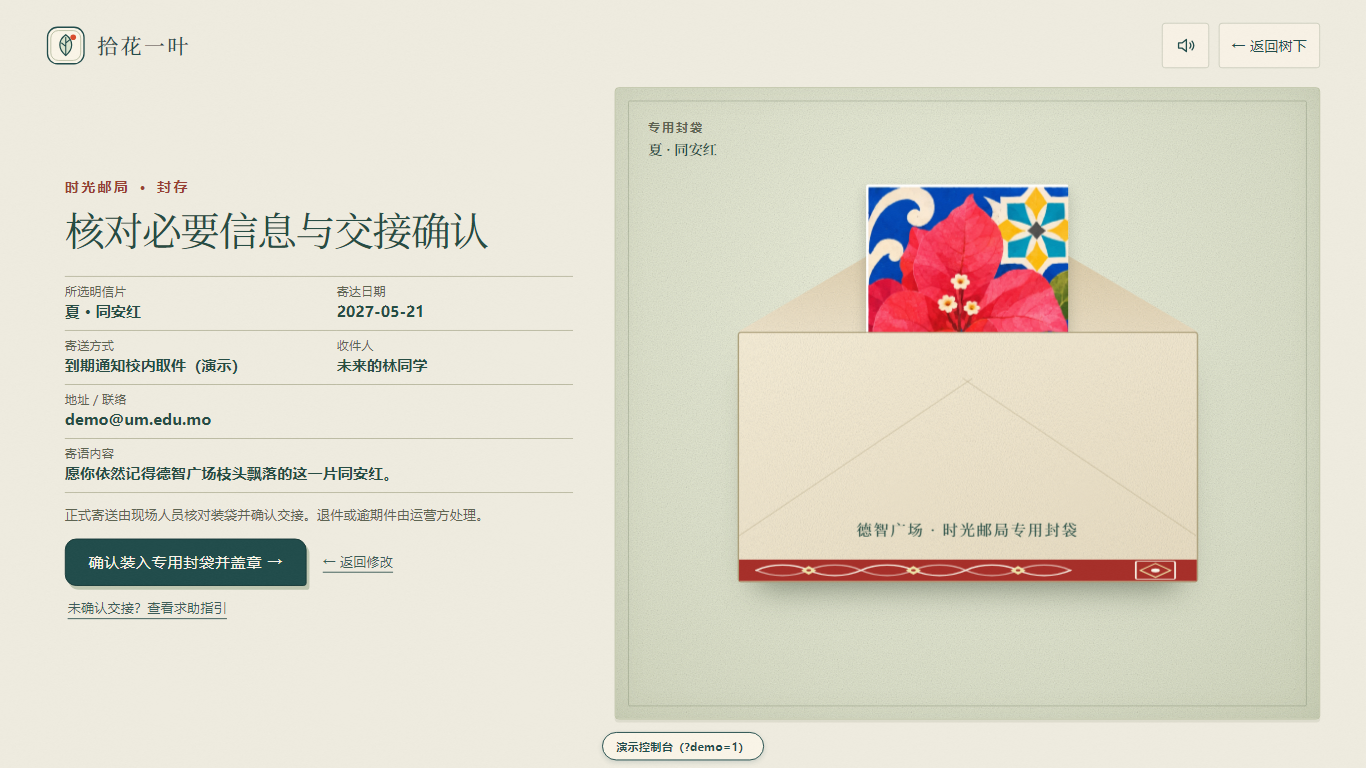 拾花一叶
← 返回树下
时光邮局 • 封存
核对必要信息与交接确认
所选明信片
夏・同安红
寄达日期
2027-05-21
寄送方式
到期通知校内取件（演示）
收件人
未来的林同学
地址 / 联络
demo@um.edu.mo
寄语内容
愿你依然记得德智广场枝头飘落的这一片同安红。
正式寄送由现场人员核对装袋并确认交接。退件或逾期件由运营方处理。
确认装入专用封袋并盖章 →
← 返回修改
未确认交接？查看求助指引
专用封袋
夏 · 同安红
德智广场 · 时光邮局专用封袋
演示控制台（?demo=1）